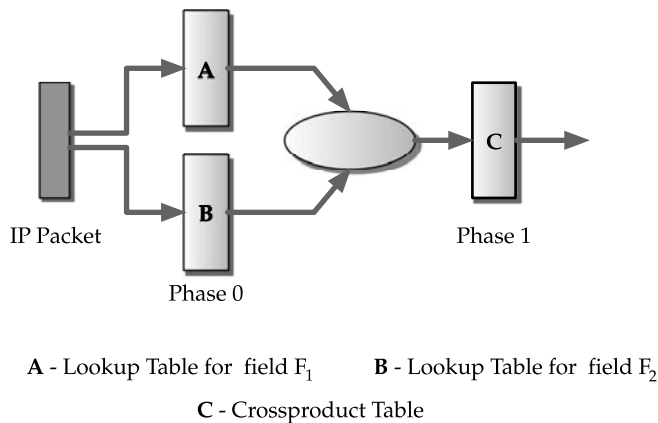 A
B
C
IP Packet
Phase 1
Phase 0
A - Lookup Table for field F1 B - Lookup Table for field F2
C - Crossproduct Table